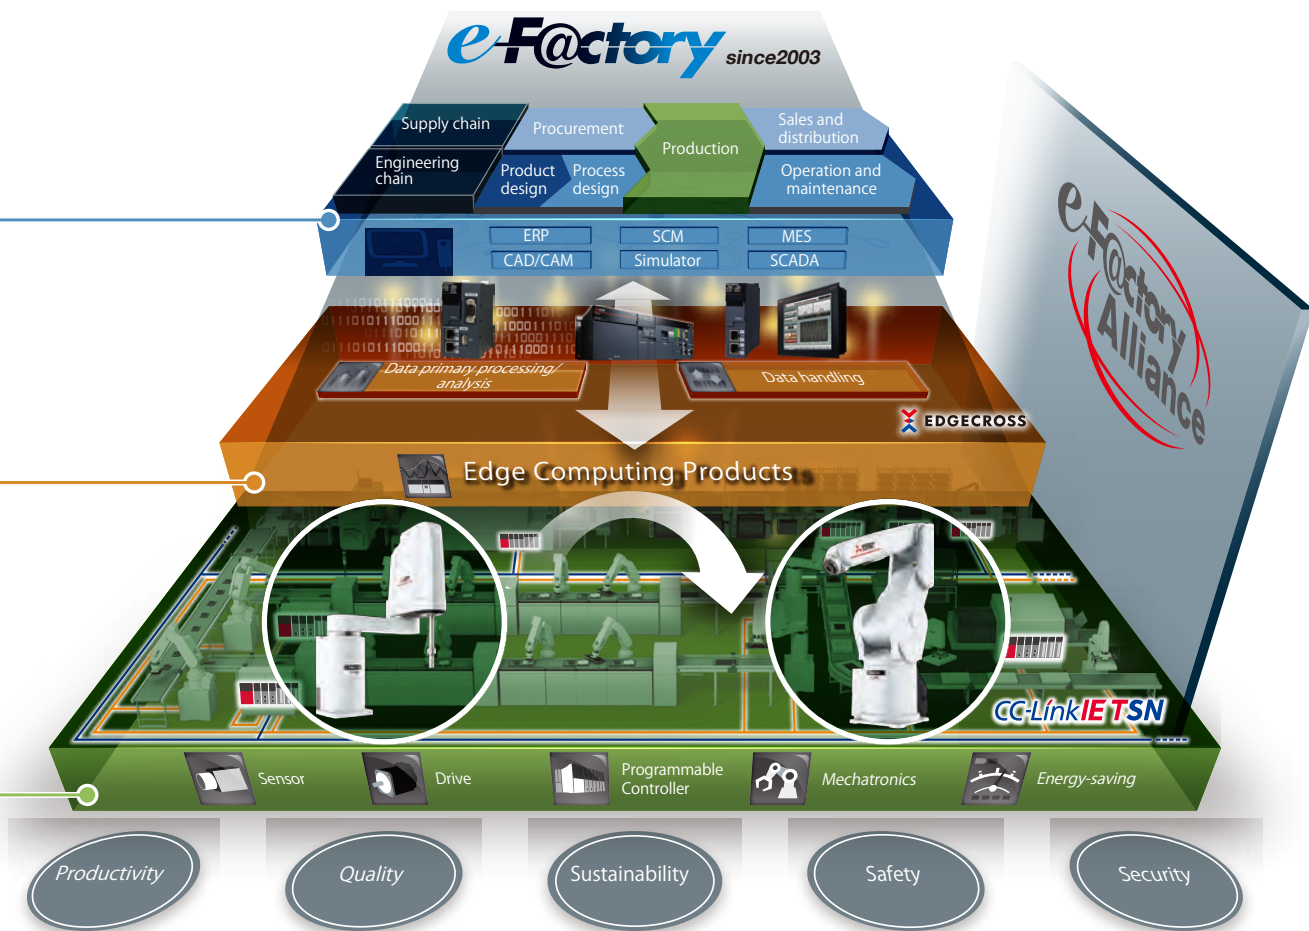 e-F@ctory since2003
Supply chain
Procurement
Production
Sales and
distribution
Engineering
chain
Product
design
Process
design
Operation and
maintenance
ERP
SCM
MES
CAD/CAM
Simulator
SCADA
Data primary processing/
analysis
Data handling
EDGECROSS
Edge Computing Products
e-F@ctory
Alliance
CC-Link IE TSN
Sensor
Drive
Programmable
Controller
Mechatronics
Energy-saving
Productivity
Quality
Sustainability
Safety
Security